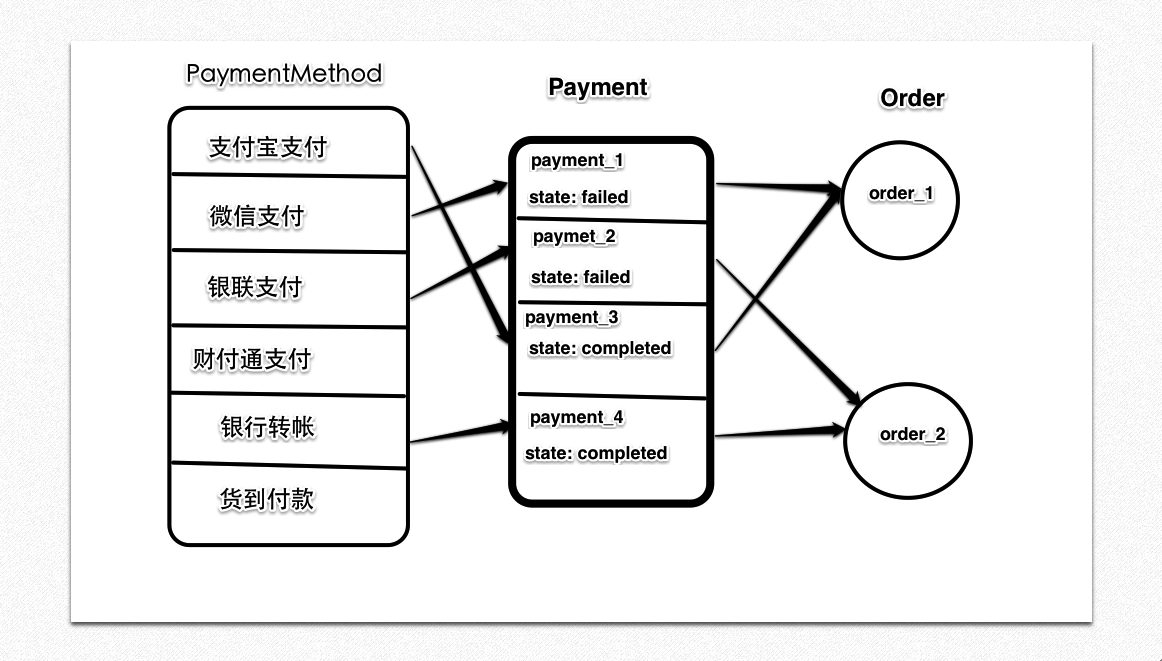 PaymentMethod
支付宝支付
微信支付
银联支付
财付通支付
银行转帐
货到付款
Payment
payment_1
state: failed
paymet_2
state: failed
payment_3
state: completed
payment_4
state: completed
Order
order_1
order_2